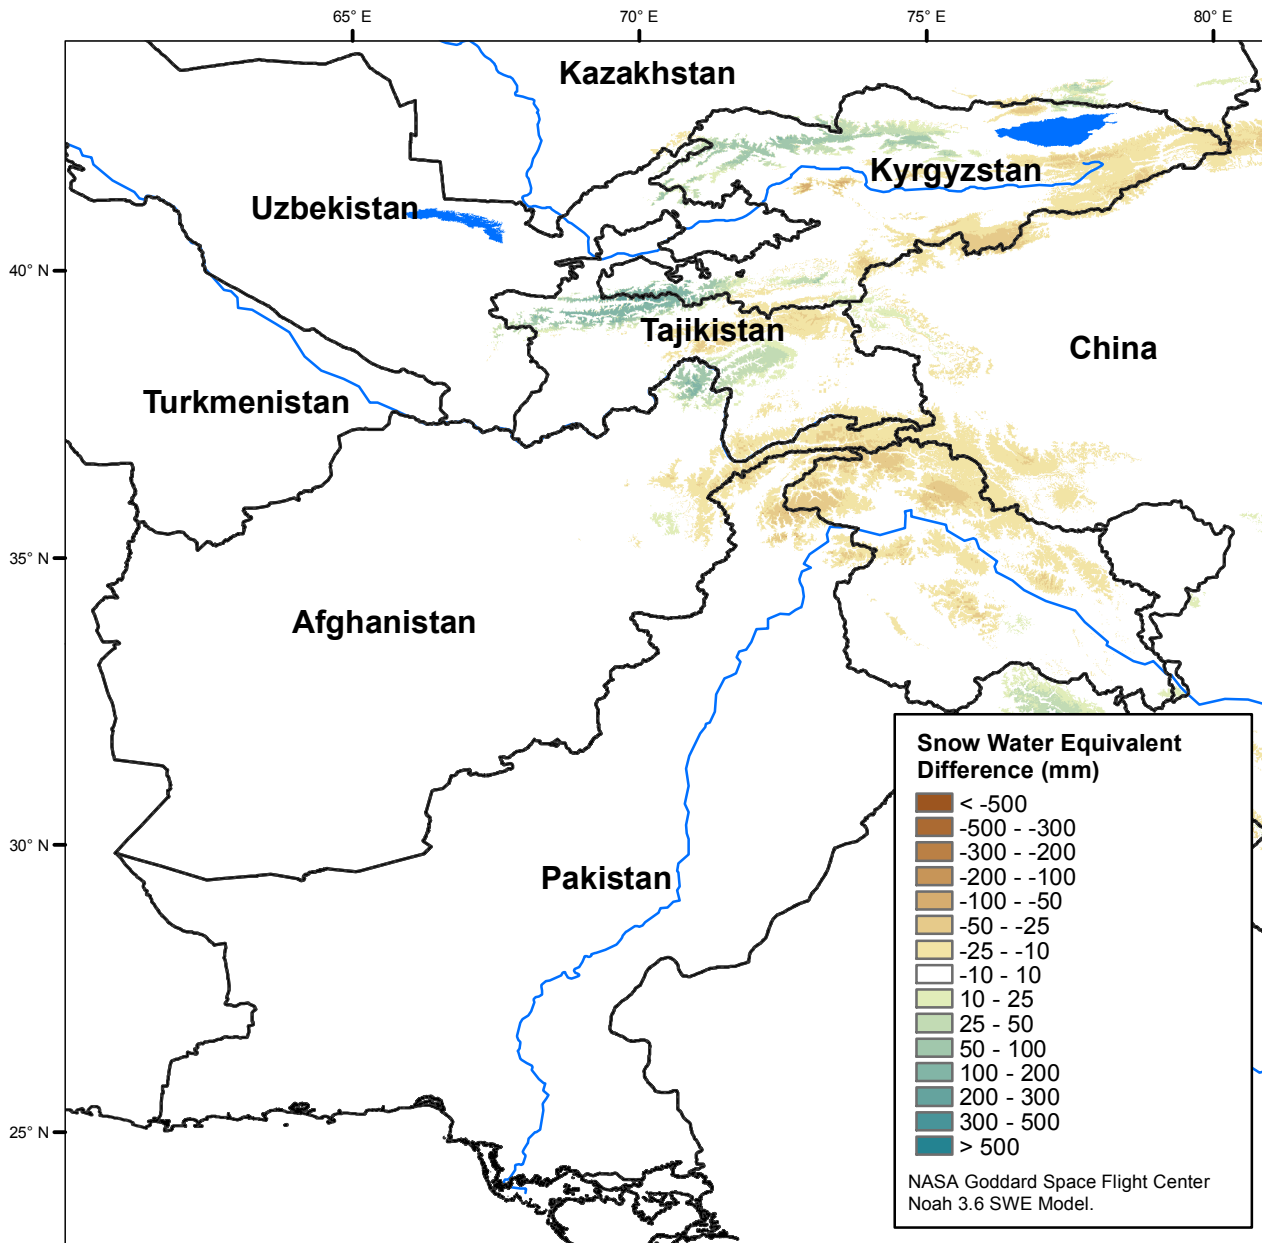 65° E 70° E 75° E 80° E
Kazakhstan
Kyrgyzstan
Uzbekistan
40° N
Tajikistan
China
Turkmenistan
35° N
Afghanistan
30° N
Pakistan
25° N
Snow Water Equivalent
Difference (mm)
< -500
-500 - -300
-300 - -200
-200 - -100
-100 - -50
-50 - -25
-25 - -10
-10 - 10
10 - 25
25 - 50
50 - 100
100 - 200
200 - 300
300 - 500
> 500
NASA Goddard Space Flight Center
Noah 3.6 SWE Model.